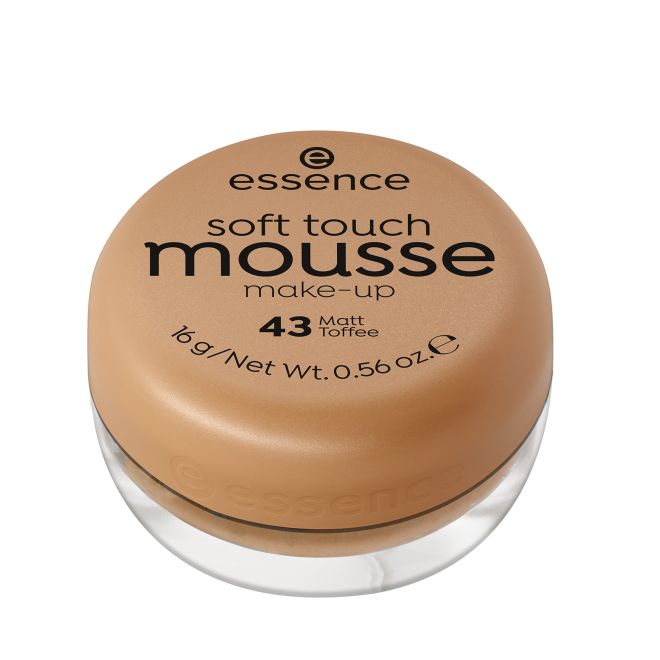 essence
soft touch
mousse
make-up
43 Matt
Toffee
16 g/Net Wt. 0.56 oz.℮
essence